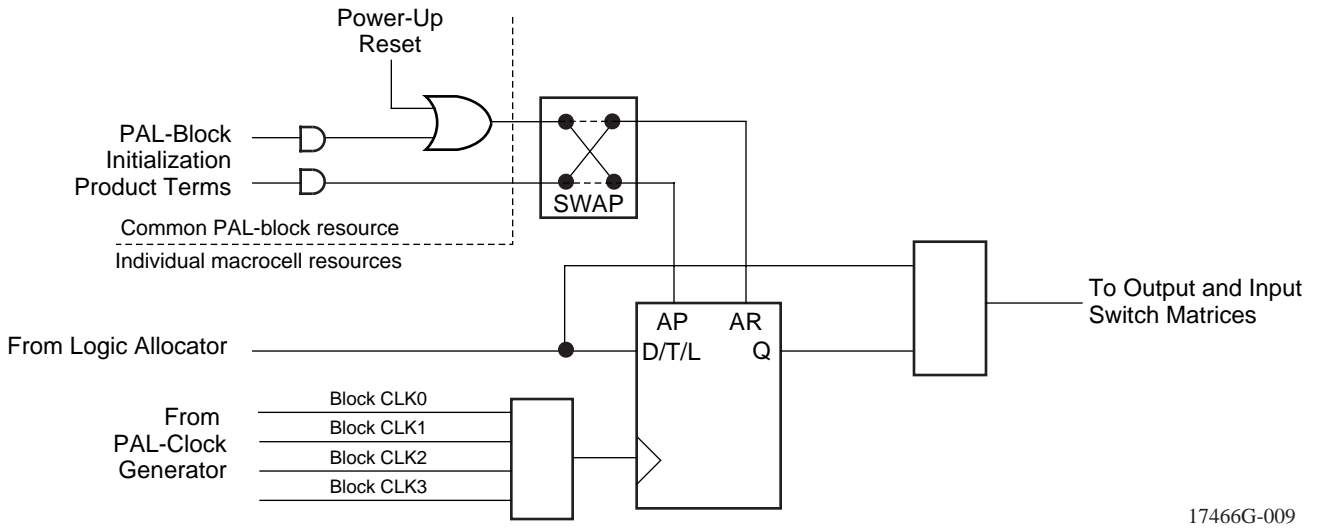 Power-Up
Reset
PAL-Block
Initialization
Product Terms
SWAP
Common PAL-block resource
Individual macrocell resources
To Output and Input
Switch Matrices
AP AR
From Logic Allocator
D/T/L Q
From
PAL-Clock
Generator
Block CLK0
Block CLK1
Block CLK2
Block CLK3
17466G-009